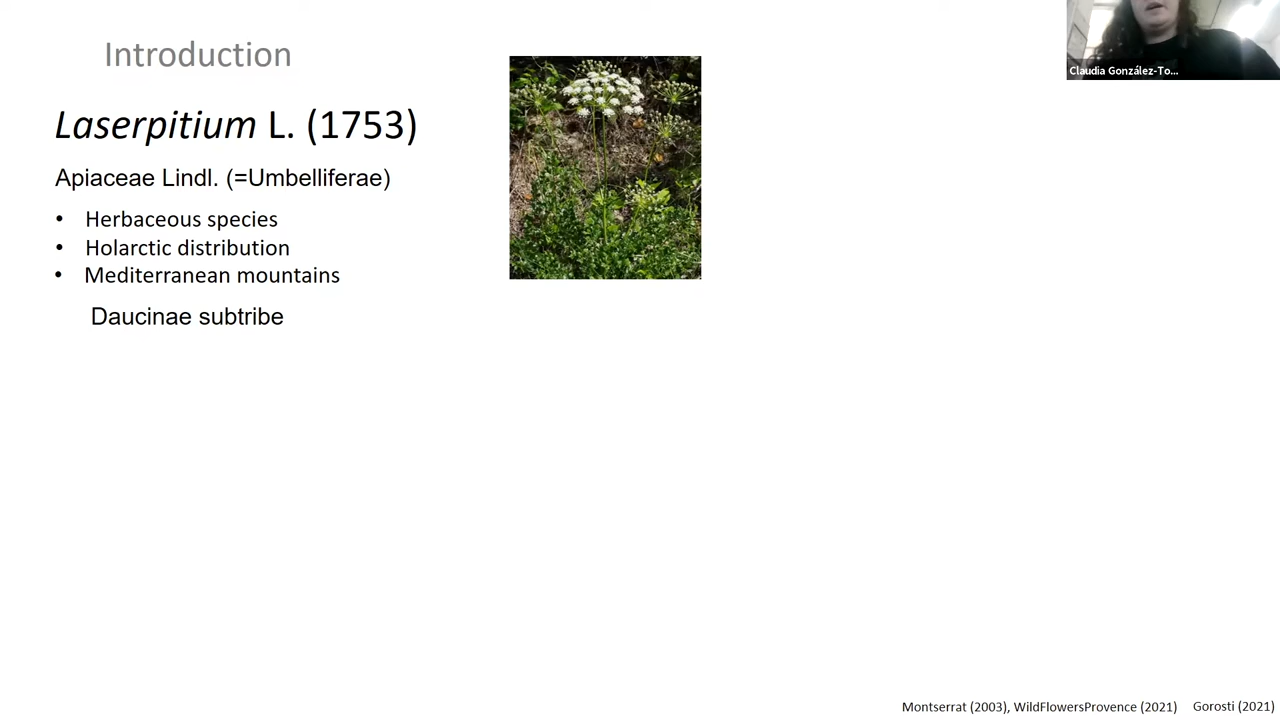 Introduction
Claudia González-To...
Laserpitium L. (1753)
Apiaceae Lindl. (=Umbelliferae)
• Herbaceous species
• Holarctic distribution
• Mediterranean mountains
Daucinae subtribe
Montserrat (2003), WildFlowersProvence (2021) Gorosti (2021)